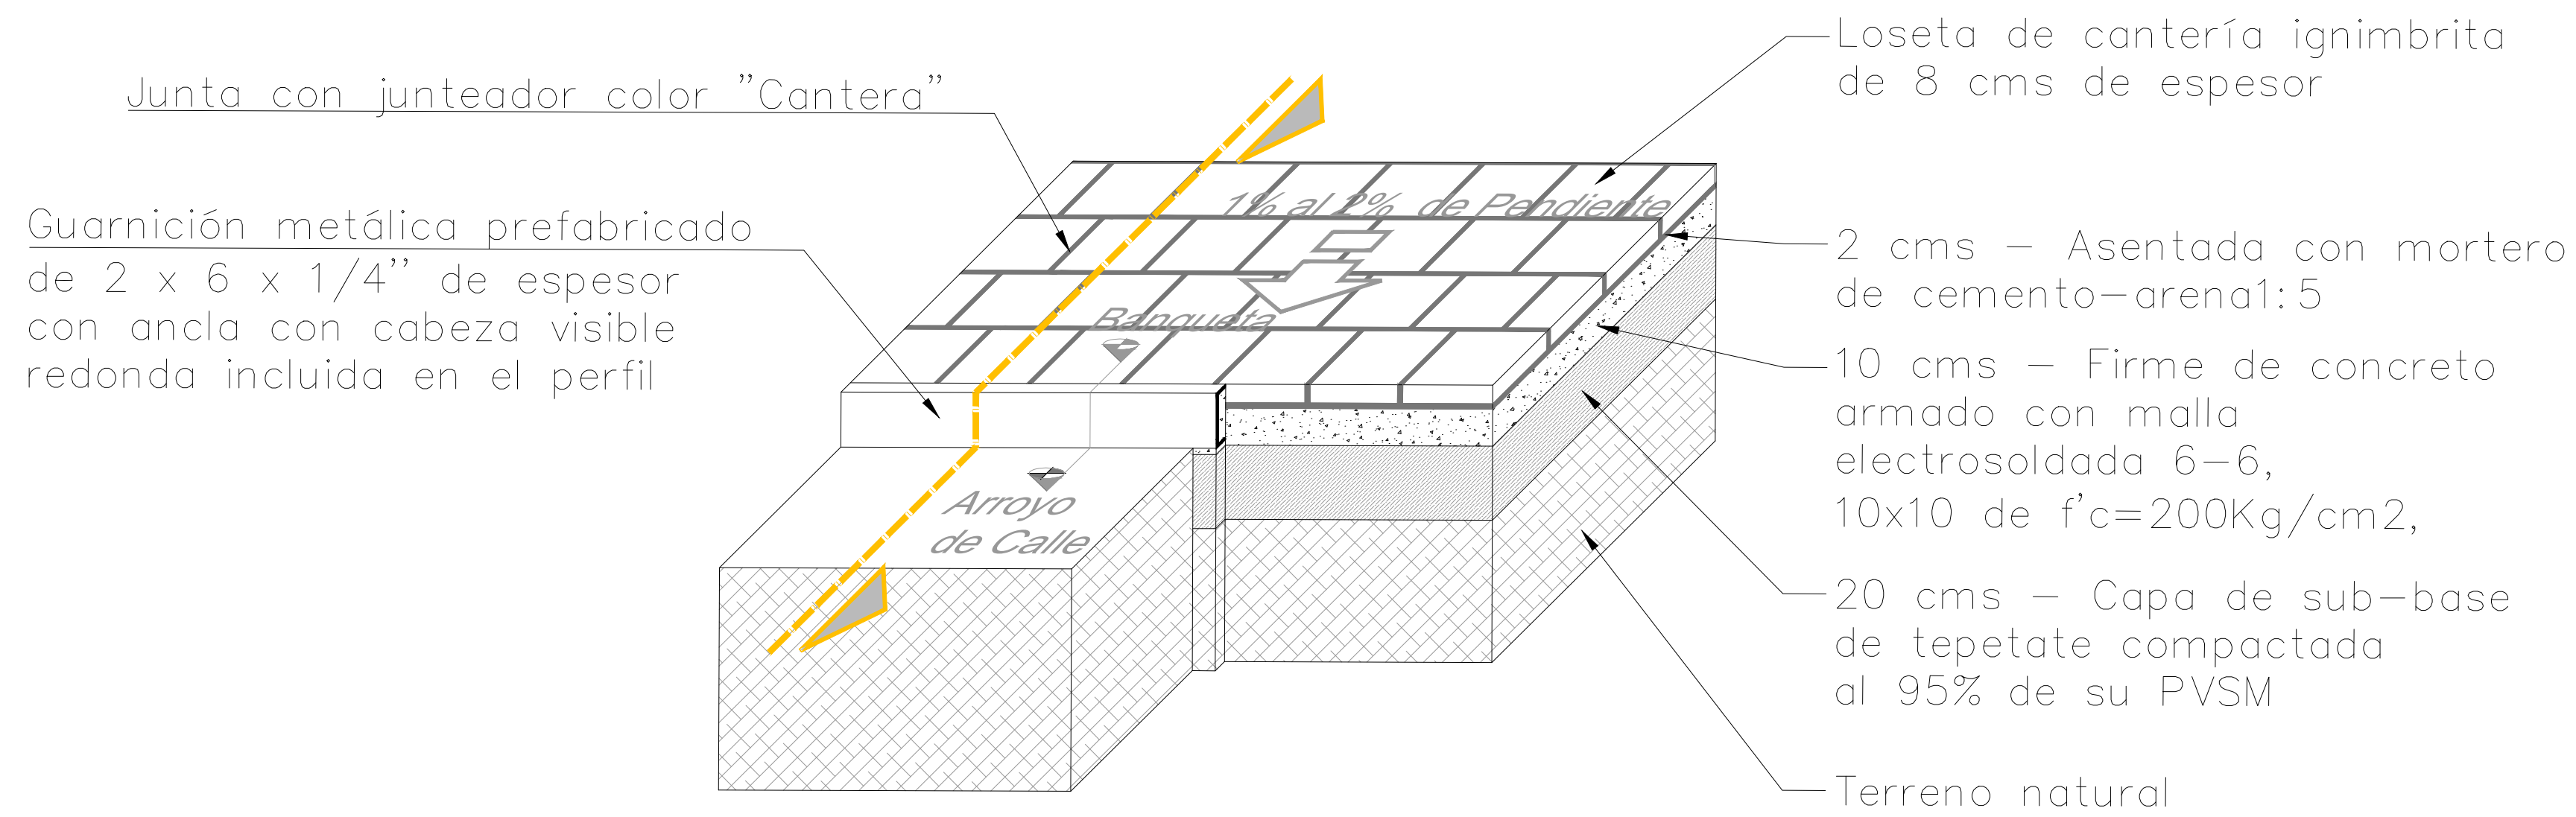 Junta con junteador color "Cantera"
Guarnición metálica prefabricado
de 2 x 6 x 1/4" de espesor
con ancla con cabeza visible
redonda incluida en el perfil
1% al 2% de Pendiente
Banqueta
Arroyo
de Calle
Loseta de cantería ignimbrita
de 8 cms de espesor
2 cms - Asentada con mortero
de cemento-arena1:5
10 cms - Firme de concreto
armado con malla
electrosoldada 6-6,
10x10 de f'c=200Kg/cm2,
20 cms - Capa de sub-base
de tepetate compactada
al 95% de su PVSM
Terreno natural